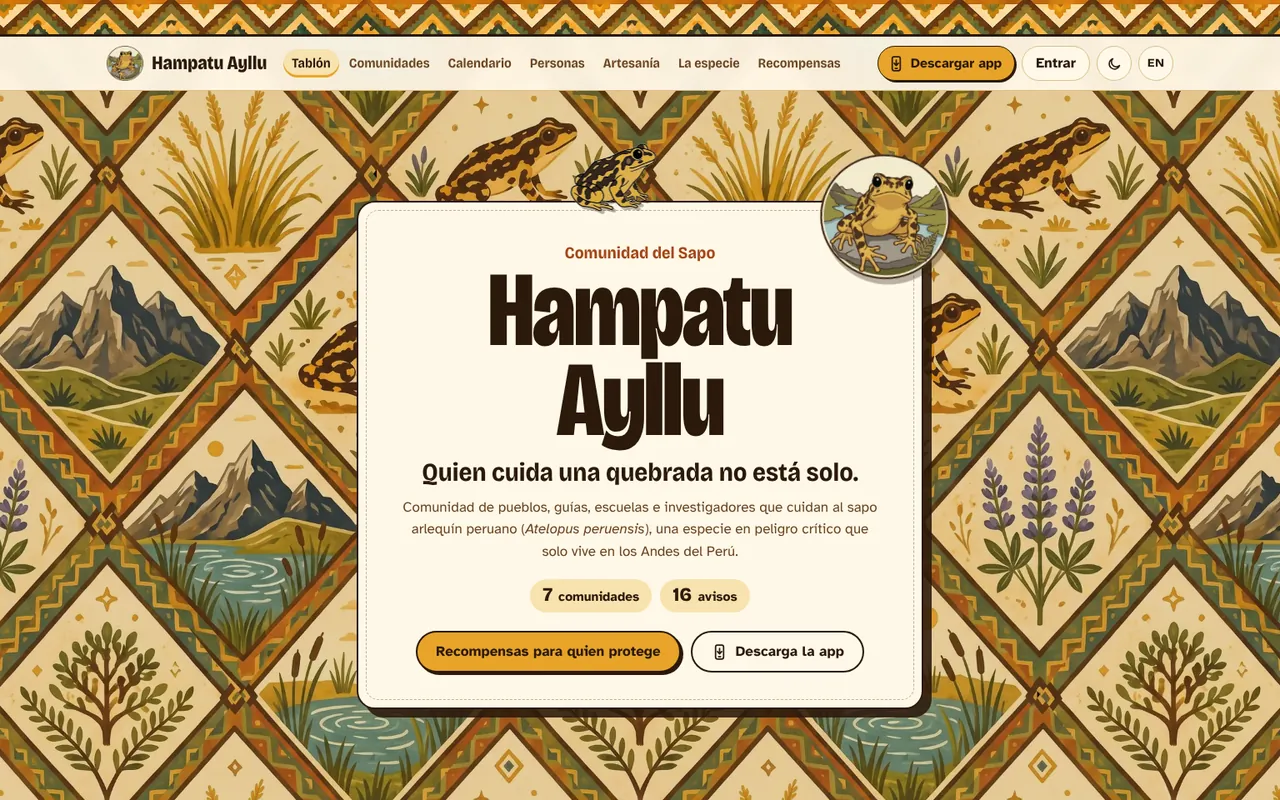 Hampatu Ayllu
Tablón
Comunidades
Calendario
Personas
Artesanía
La especie
Recompensas
Descargar app
Entrar
EN
Comunidad del Sapo
Hampatu
Ayllu
Quien cuida una quebrada no está solo.
Comunidad de pueblos, guías, escuelas e investigadores que cuidan al sapo
arlequín peruano (Atelopus peruensis), una especie en peligro crítico que
solo vive en los Andes del Perú.
7 comunidades
16 avisos
Recompensas para quien protege
Descarga la app